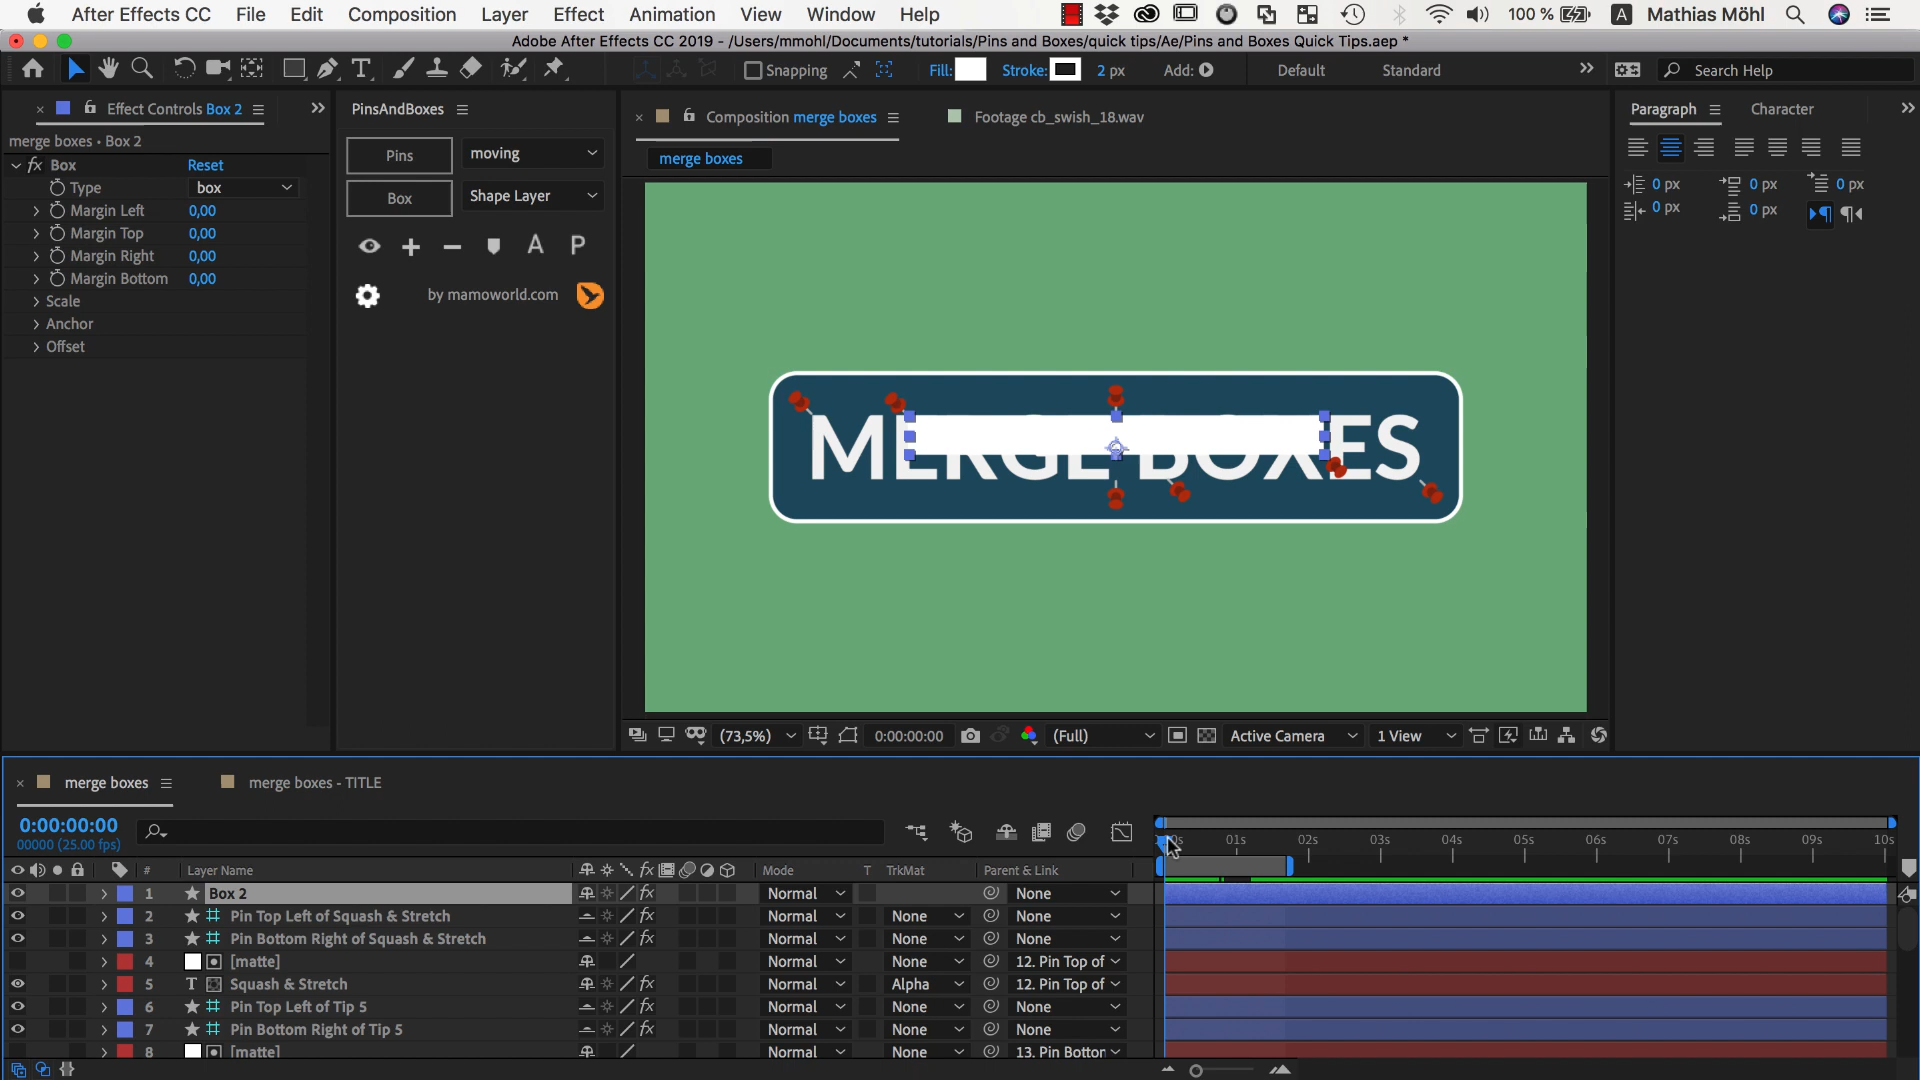 After Effects CC File Edit Composition Layer Effect Animation View Window Help 100 % A Mathias Möhl
Adobe After Effects CC 2019 - /Users/mmohl/Documents/tutorials/Pins and Boxes/quick tips/Ae/Pins and Boxes Quick Tips.aep *
Snapping Fill: Stroke: 2 px Add: Default Standard Search Help
Effect Controls Box 2
merge boxes • Box 2
fx Box Reset
Type box
Margin Left 0,00
Margin Top 0,00
Margin Right 0,00
Margin Bottom 0,00
Scale
Anchor
Offset
PinsAndBoxes
Pins moving
Box Shape Layer
A P
by mamoworld.com
Composition merge boxes Footage cb_swish_18.wav
merge boxes
MERGE BOXES
(73,5%) 0:00:00:00 (Full) Active Camera 1 View
Paragraph Character
0 px 0 px 0 px
0 px 0 px
merge boxes merge boxes - TITLE
0:00:00:00
00000 (25.00 fps)
01s 02s 03s 04s 05s 06s 07s 08s 09s 10s
# Layer Name fx Mode T TrkMat Parent & Link
1 Box 2 fx Normal None
2 Pin Top Left of Squash & Stretch fx Normal None None
3 Pin Bottom Right of Squash & Stretch fx Normal None None
4 [matte] Normal None 12. Pin Top of
5 T Squash & Stretch fx Normal Alpha 12. Pin Top of
6 Pin Top Left of Tip 5 fx Normal None None
7 Pin Bottom Right of Tip 5 fx Normal None None
8 [matte] Normal None 13. Pin Bottor